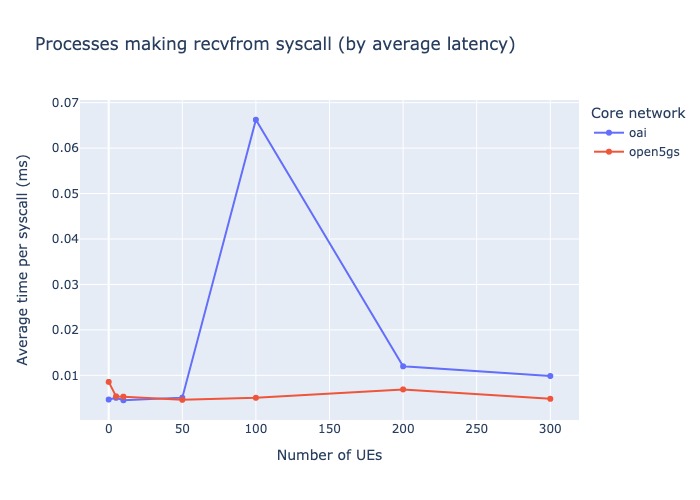 Processes making recvfrom syscall (by average latency)
Core network
oai
open5gs
Average time per syscall (ms)
0.07
0.06
0.05
0.04
0.03
0.02
0.01
0 50 100 150 200 250 300
Number of UEs